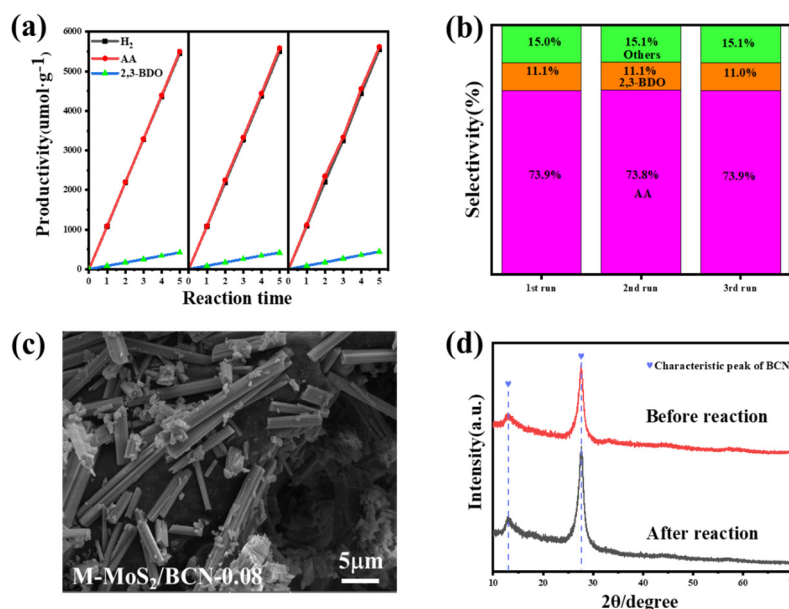 (a)
6000
5000
4000
3000
2000
1000
0
Productivity(umol·g⁻¹)
H₂
AA
2,3-BDO
0 1 2 3 4 5 0 1 2 3 4 5 0 1 2 3 4 5
Reaction time
(b)
Selectivvity(%)
15.0% 15.1% 15.1%
Others
11.1% 11.1% 11.0%
2,3-BDO
73.9% 73.8% 73.9%
AA
1st run 2nd run 3rd run
(c)
M-MoS₂/BCN-0.08
5μm
(d)
Intensity(a.u.)
♥Characteristic peak of BCN
Before reaction
After reaction
10 20 30 40 50 60 70
2θ/degree